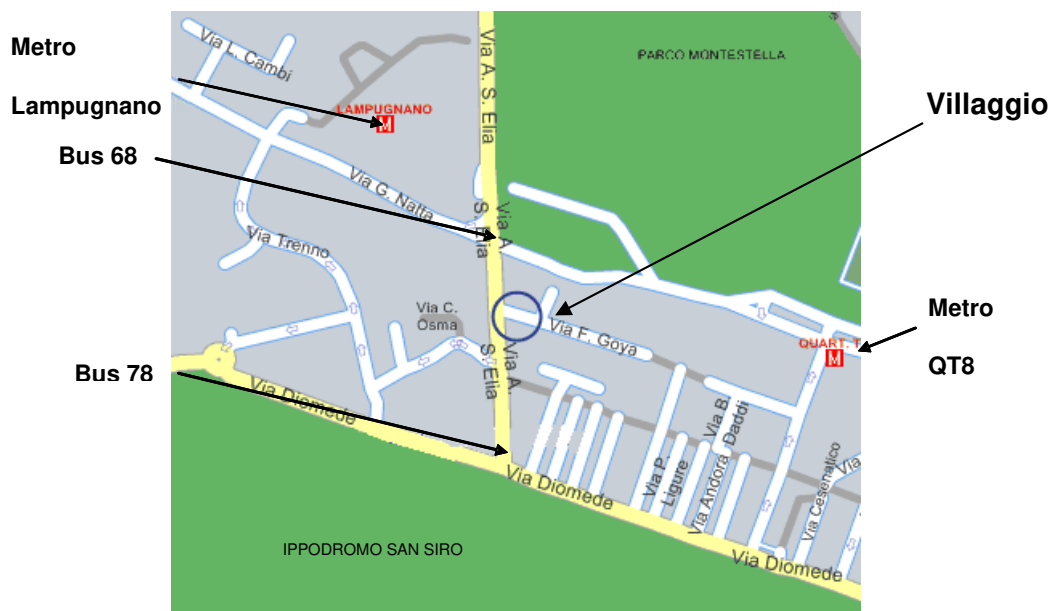 Metro
Lampugnano
Bus 68
Bus 78
Villaggio
Metro
QT8
Via L. Cambi
LAMPUGNANO
M
Via A. S. Elia
PARCO MONTESTELLA
Via G. Natta
Via A.
S. Elia
Via Trenno
Via C.
Osma
Via F. Goya
QUART. T
M
Via A.
S. Elia
Via Diomede
Via Diomede
Via P.
Ligure
Via B.
Daddi
Via Andora
Via Cesenatico
Via
Via Diomede
IPPODROMO SAN SIRO